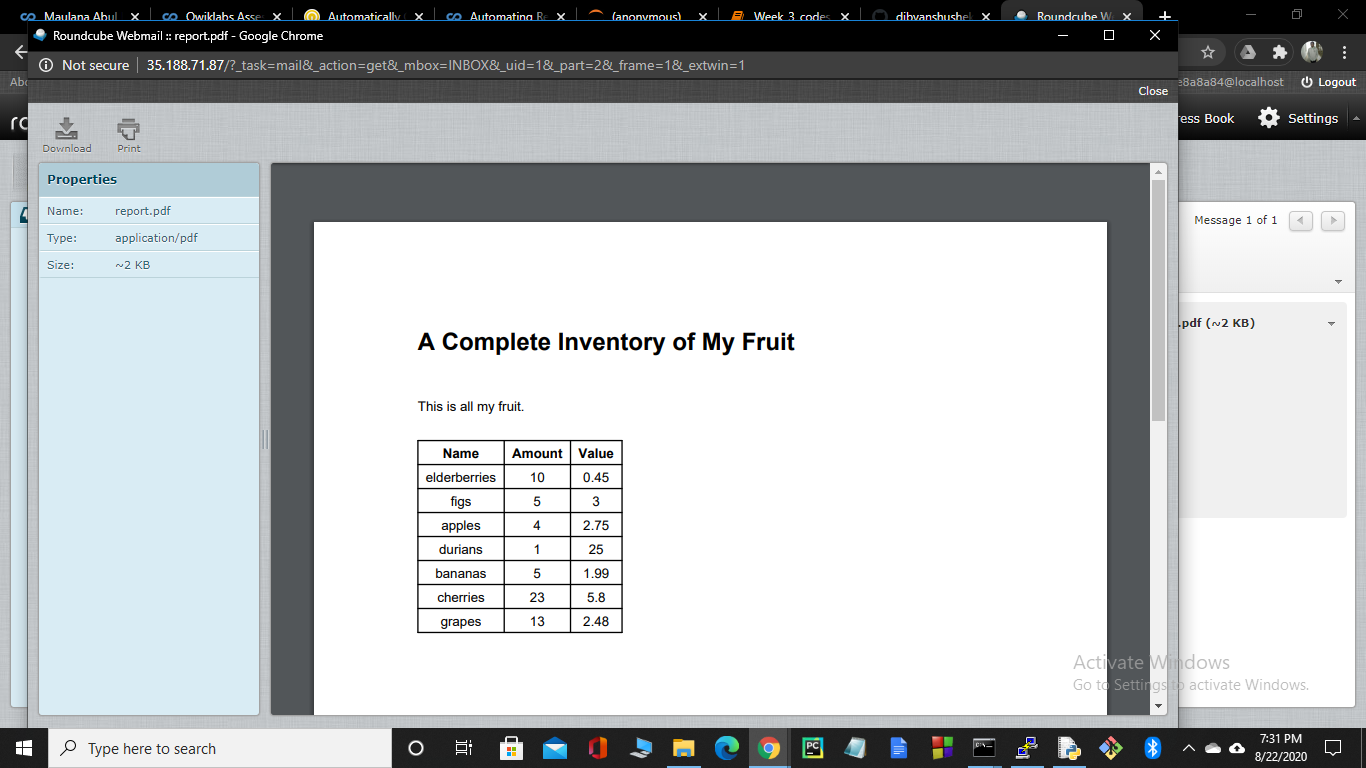 Maulana Abul
Qwiklabs Asse
Automatically
Automating R
(anonymous)
Week 3 codes
dibyanshushe
Roundcube W
Roundcube Webmail :: report.pdf - Google Chrome
Not secure | 35.188.71.87/?_task=mail&_action=get&_mbox=INBOX&_uid=1&_part=2&_frame=1&_extwin=1
e8a8a84@localhost Logout
Close
ress Book Settings
Download Print
Properties
Name: report.pdf
Type: application/pdf
Size: ~2 KB
Message 1 of 1
.pdf (~2 KB)
A Complete Inventory of My Fruit
This is all my fruit.
Name Amount Value
elderberries 10 0.45
figs 5 3
apples 4 2.75
durians 1 25
bananas 5 1.99
cherries 23 5.8
grapes 13 2.48
Activate Windows
Go to Settings to activate Windows.
Type here to search
7:31 PM
8/22/2020